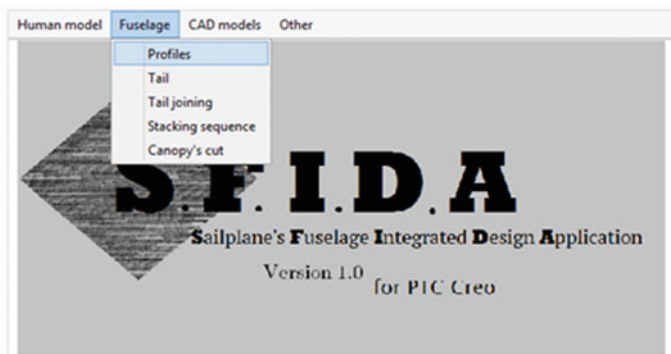 Human model Fuselage CAD models Other
Profiles
Tail
Tail joining
Stacking sequence
Canopy's cut
S.F.I.D.A
Sailplane's Fuselage Integrated Design Application
Version 1.0
for PTC Creo